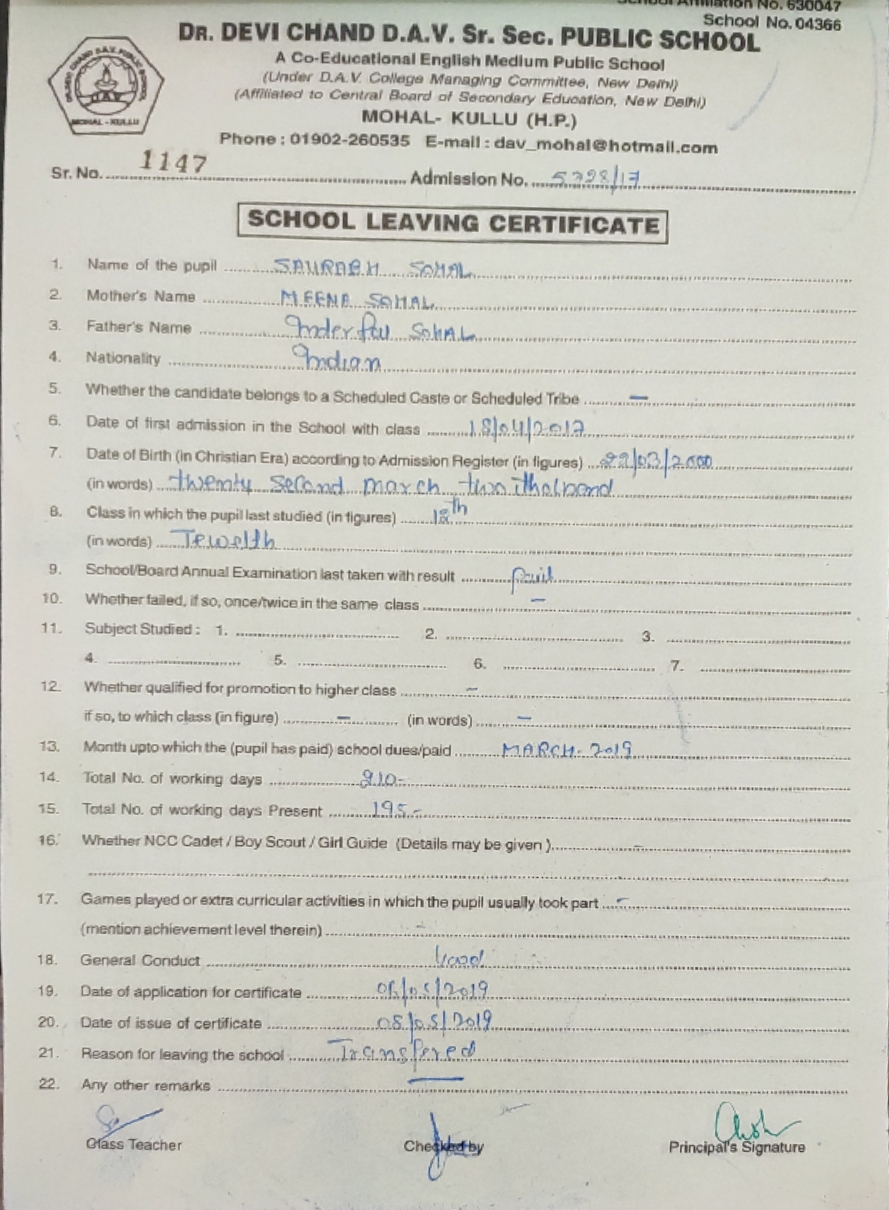 School Affiliation No. 630047
School No. 04366
DR. DEVI CHAND D.A.V. Sr. Sec. PUBLIC SCHOOL
A Co-Educational English Medium Public School
(Under D.A.V. College Managing Committee, New Delhi)
(Affiliated to Central Board of Secondary Education, New Delhi)
MOHAL- KULLU (H.P.)
Phone : 01902-260535 E-mail : dav_mohal@hotmail.com
Sr. No. 1147 Admission No. 5328/17
SCHOOL LEAVING CERTIFICATE
1. Name of the pupil SAURABH SOHAL
2. Mother's Name MEENA SOHAL
3. Father's Name Inder Pal SOHAL
4. Nationality Indian
5. Whether the candidate belongs to a Scheduled Caste or Scheduled Tribe —
6. Date of first admission in the School with class 18/04/2017
7. Date of Birth (in Christian Era) according to Admission Register (in figures) 22/03/2000
(in words) twenty second march two
8. Class in which the pupil last studied (in figures) 12th
(in words) Tewelth
9. School/Board Annual Examination last taken with result
10. Whether failed, if so, once/twice in the same class –
11. Subject Studied : 1. 2. 3.
4. 5. 6. 7.
12. Whether qualified for promotion to higher class –
if so, to which class (in figure) – (in words) –
13. Month upto which the (pupil has paid) school dues/paid MARCH-2019
14. Total No. of working days 210-
15. Total No. of working days Present 195-
16. Whether NCC Cadet / Boy Scout / Girl Guide (Details may be given ) –
17. Games played or extra curricular activities in which the pupil usually took part –
(mention achievement level therein) -
18. General Conduct Good
19. Date of application for certificate 06/05/2019
20. Date of issue of certificate 08/05/2019
21. Reason for leaving the school Transfered
22. Any other remarks —
Class Teacher Checked by Principal's Signature